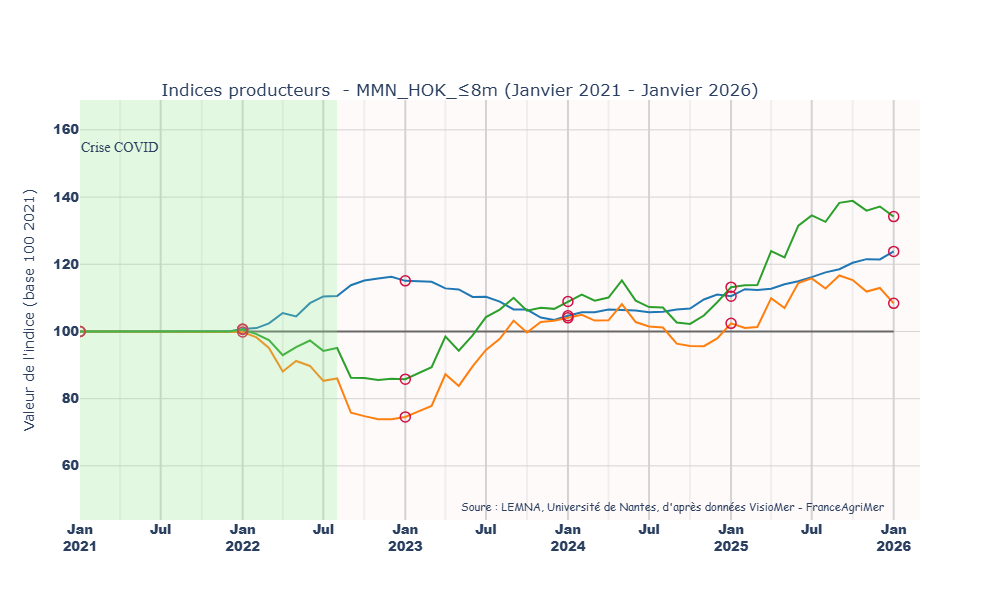 Indices producteurs - MMN_HOK_≤8m (Janvier 2021 - Janvier 2026)
Valeur de l'indice (base 100 2021)
160
140
120
100
80
60
Crise COVID
Soure : LEMNA, Université de Nantes, d'après données VisioMer - FranceAgriMer
Jan Jul Jan Jul Jan Jul Jan Jul Jan Jul Jan
2021 2022 2023 2024 2025 2026